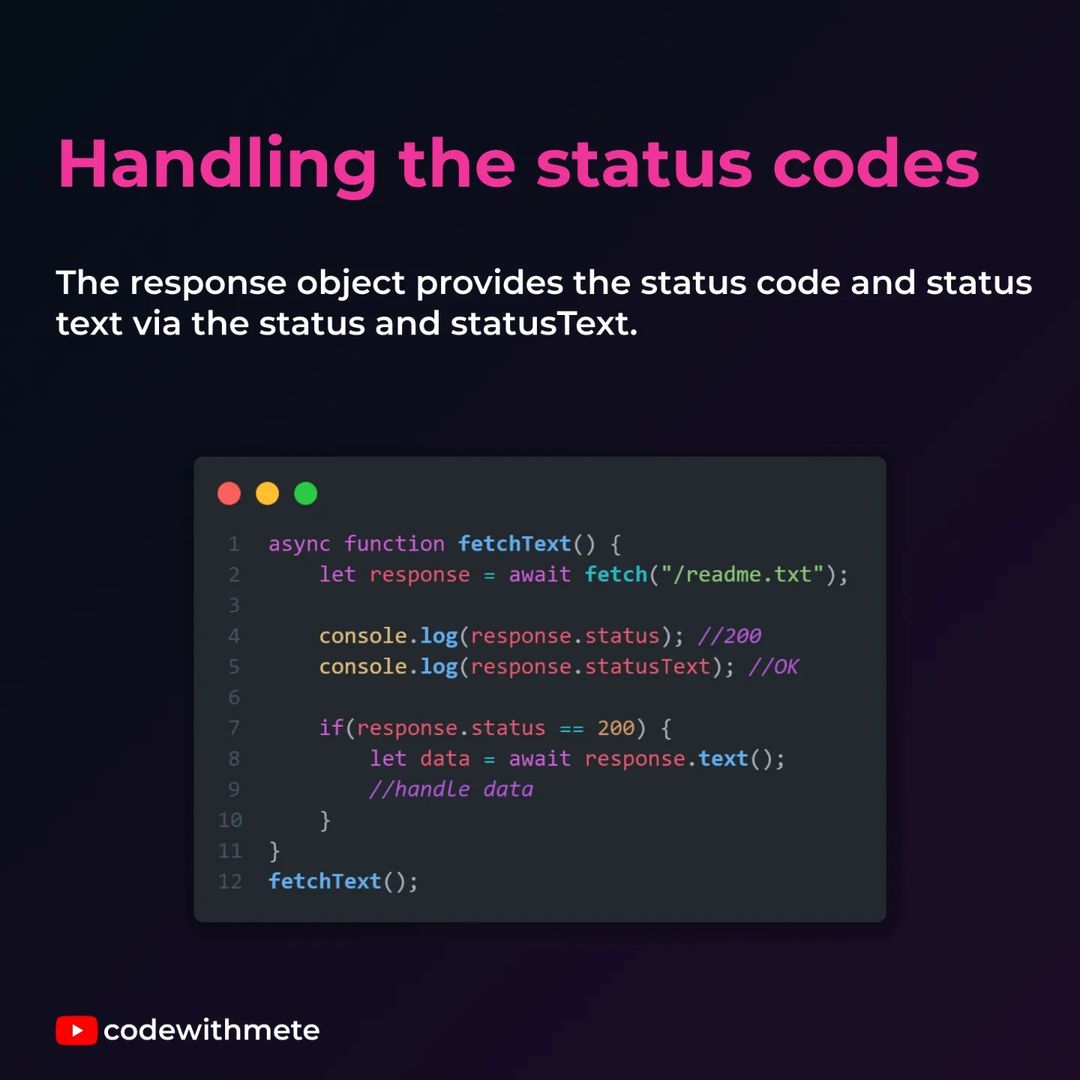 Handling the status codes
The response object provides the status code and status
text via the status and statusText.
1 async function fetchText() {
2     let response = await fetch("/readme.txt");
3
4     console.log(response.status); //200
5     console.log(response.statusText); //OK
6
7     if(response.status == 200) {
8         let data = await response.text();
9         //handle data
10     }
11 }
12 fetchText();
codewithmete